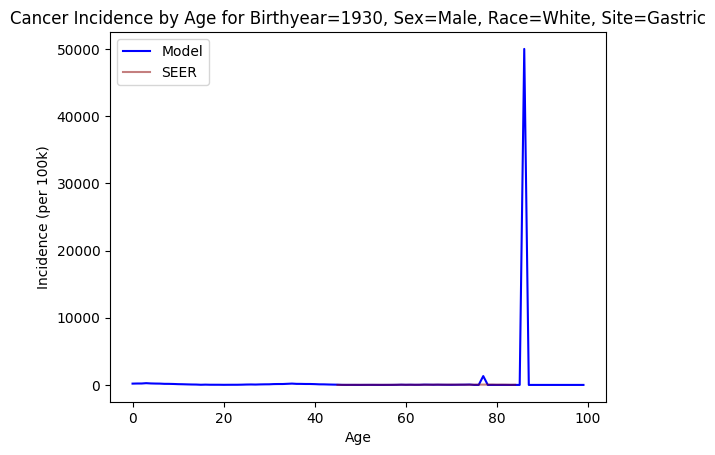 Cancer Incidence by Age for Birthyear=1930, Sex=Male, Race=White, Site=Gastric
Model
SEER
50000
40000
30000
20000
10000
0
Incidence (per 100k)
0 20 40 60 80 100
Age